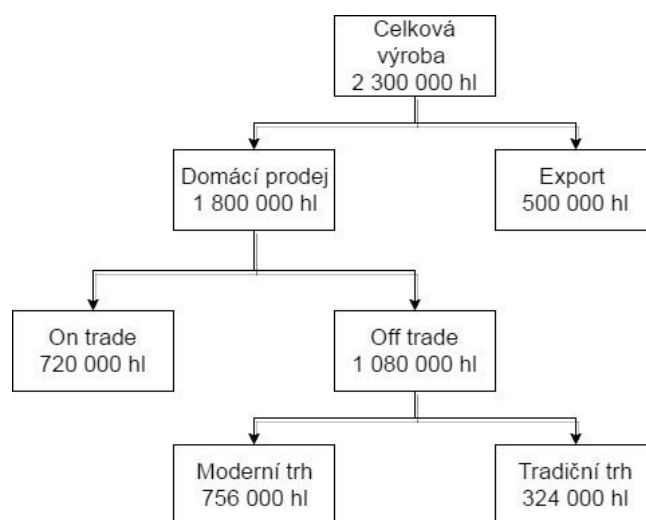 Celková
výroba
2 300 000 hl
Domácí prodej
1 800 000 hl
Export
500 000 hl
On trade
720 000 hl
Off trade
1 080 000 hl
Moderní trh
756 000 hl
Tradiční trh
324 000 hl